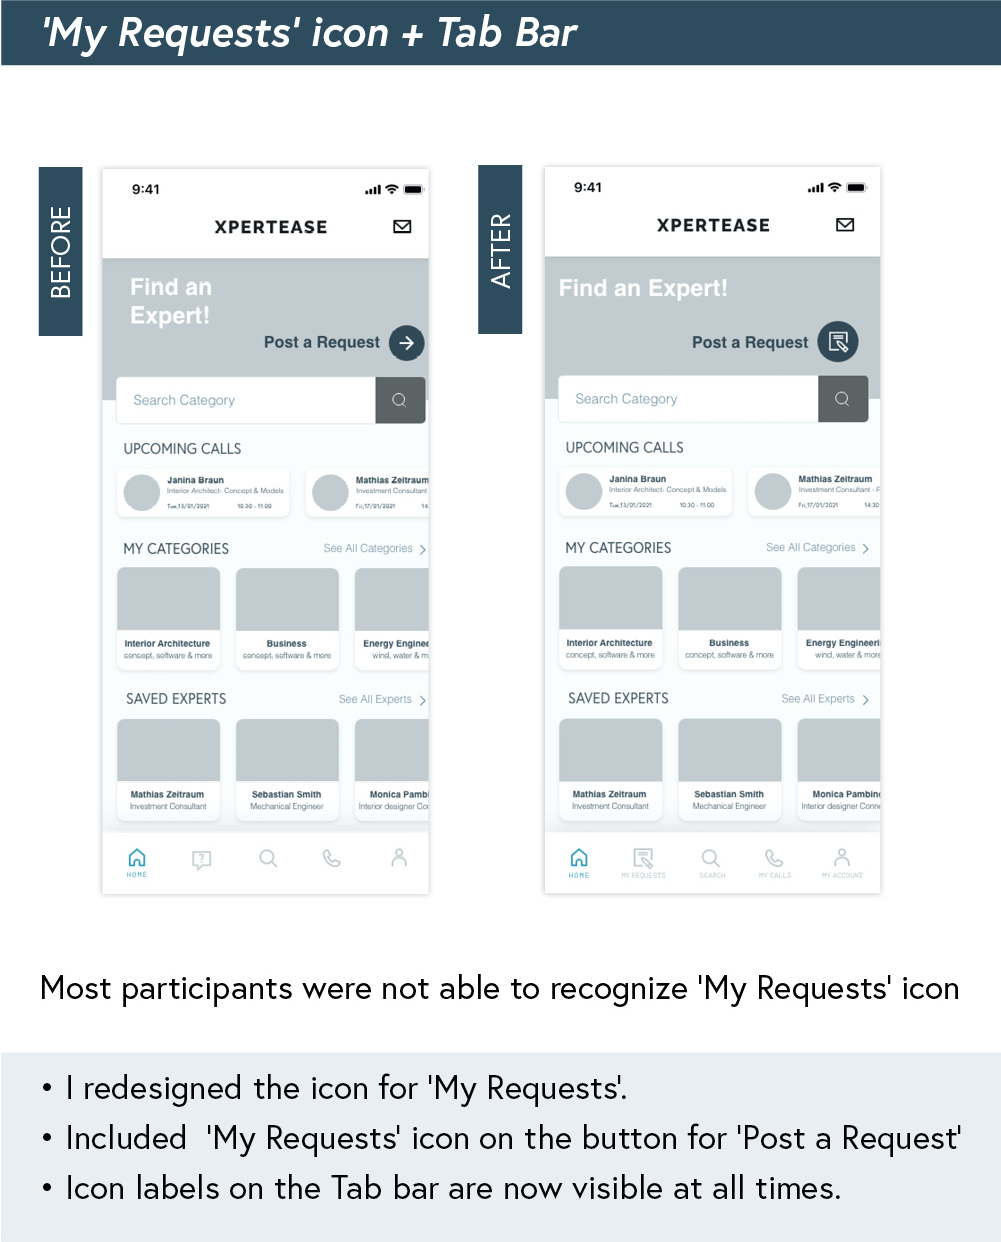 'My Requests' icon + Tab Bar
BEFORE
9:41
XPERTEASE
Find an
Expert!
Post a Request
Search Category
UPCOMING CALLS
Janina Braun
Interior Architect- Concept & Models
Tue,13/01/2021 10:30 - 11:00
Mathias Zeitraum
Investment Consultant
Fri,17/01/2021 14:
MY CATEGORIES
See All Categories
Interior Architecture
concept, software & more
Business
concept, software & more
Energy Enginee
wind, water & m
SAVED EXPERTS
See All Experts
Mathias Zeitraum
Investment Consultant
Sebastian Smith
Mechanical Engineer
Monica Pambin
Interior designer Con
HOME
AFTER
9:41
XPERTEASE
Find an Expert!
Post a Request
Search Category
UPCOMING CALLS
Janina Braun
Interior Architect- Concept & Models
Tue,13/01/2021 10:30 - 11:00
Mathias Zeitraum
Investment Consultant - F
Fri,17/01/2021 14:30
MY CATEGORIES
See All Categories
Interior Architecture
concept, software & more
Business
concept, software & more
Energy Engineeri
wind, water & more
SAVED EXPERTS
See All Experts
Mathias Zeitraum
Investment Consultant
Sebastian Smith
Mechanical Engineer
Monica Pambin
Interior designer Conn
HOME
MY REQUESTS
SEARCH
MY CALLS
MY ACCOUNT
Most participants were not able to recognize 'My Requests' icon
• I redesigned the icon for 'My Requests'.
• Included 'My Requests' icon on the button for 'Post a Request'
• Icon labels on the Tab bar are now visible at all times.